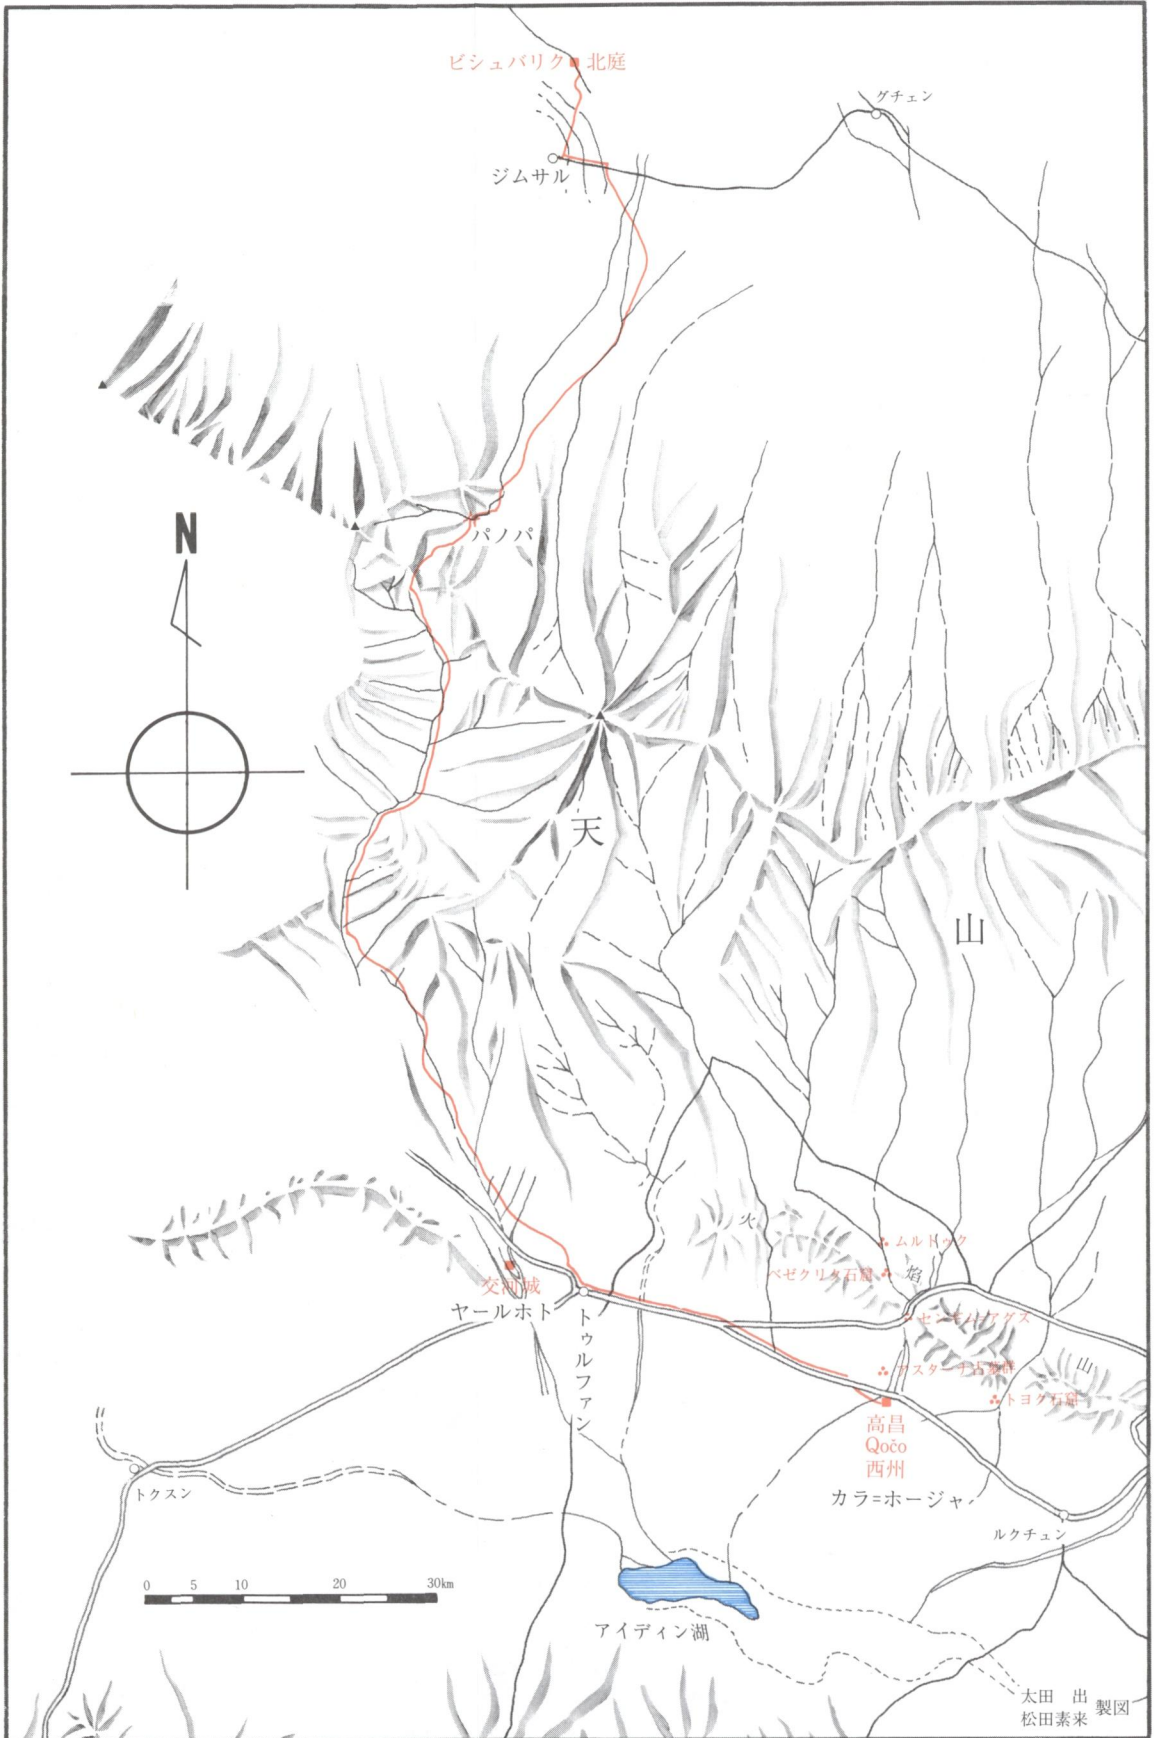 ビシュバリク 北庭
グチェン
ジムサル
N
パノパ
天
山
火
ムルトゥク
ベゼクリク石窟
焰
交河城
ヤールホト
トゥルファン
センギム=アグズ
アスターナ古墓群
山
トヨク石窟
高昌
Qočo
西州
カラ=ホージャ
トクスン
ルクチュン
0 5 10 20 30km
アイディン湖
太田 出
松田素来 製図